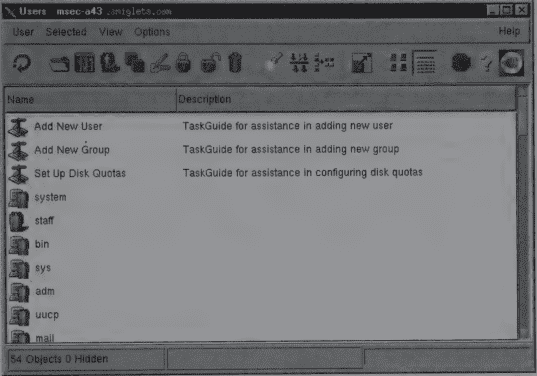 Users msec-a43
User Selected View Options Help
Name Description
Add New User TaskGuide for assistance in adding new user
Add New Group TaskGuide for assistance in adding new group
Set Up Disk Quotas TaskGuide for assistance in configuring disk quotas
system
staff
bin
sys
adm
uucp
mail
54 Objects 0 Hidden